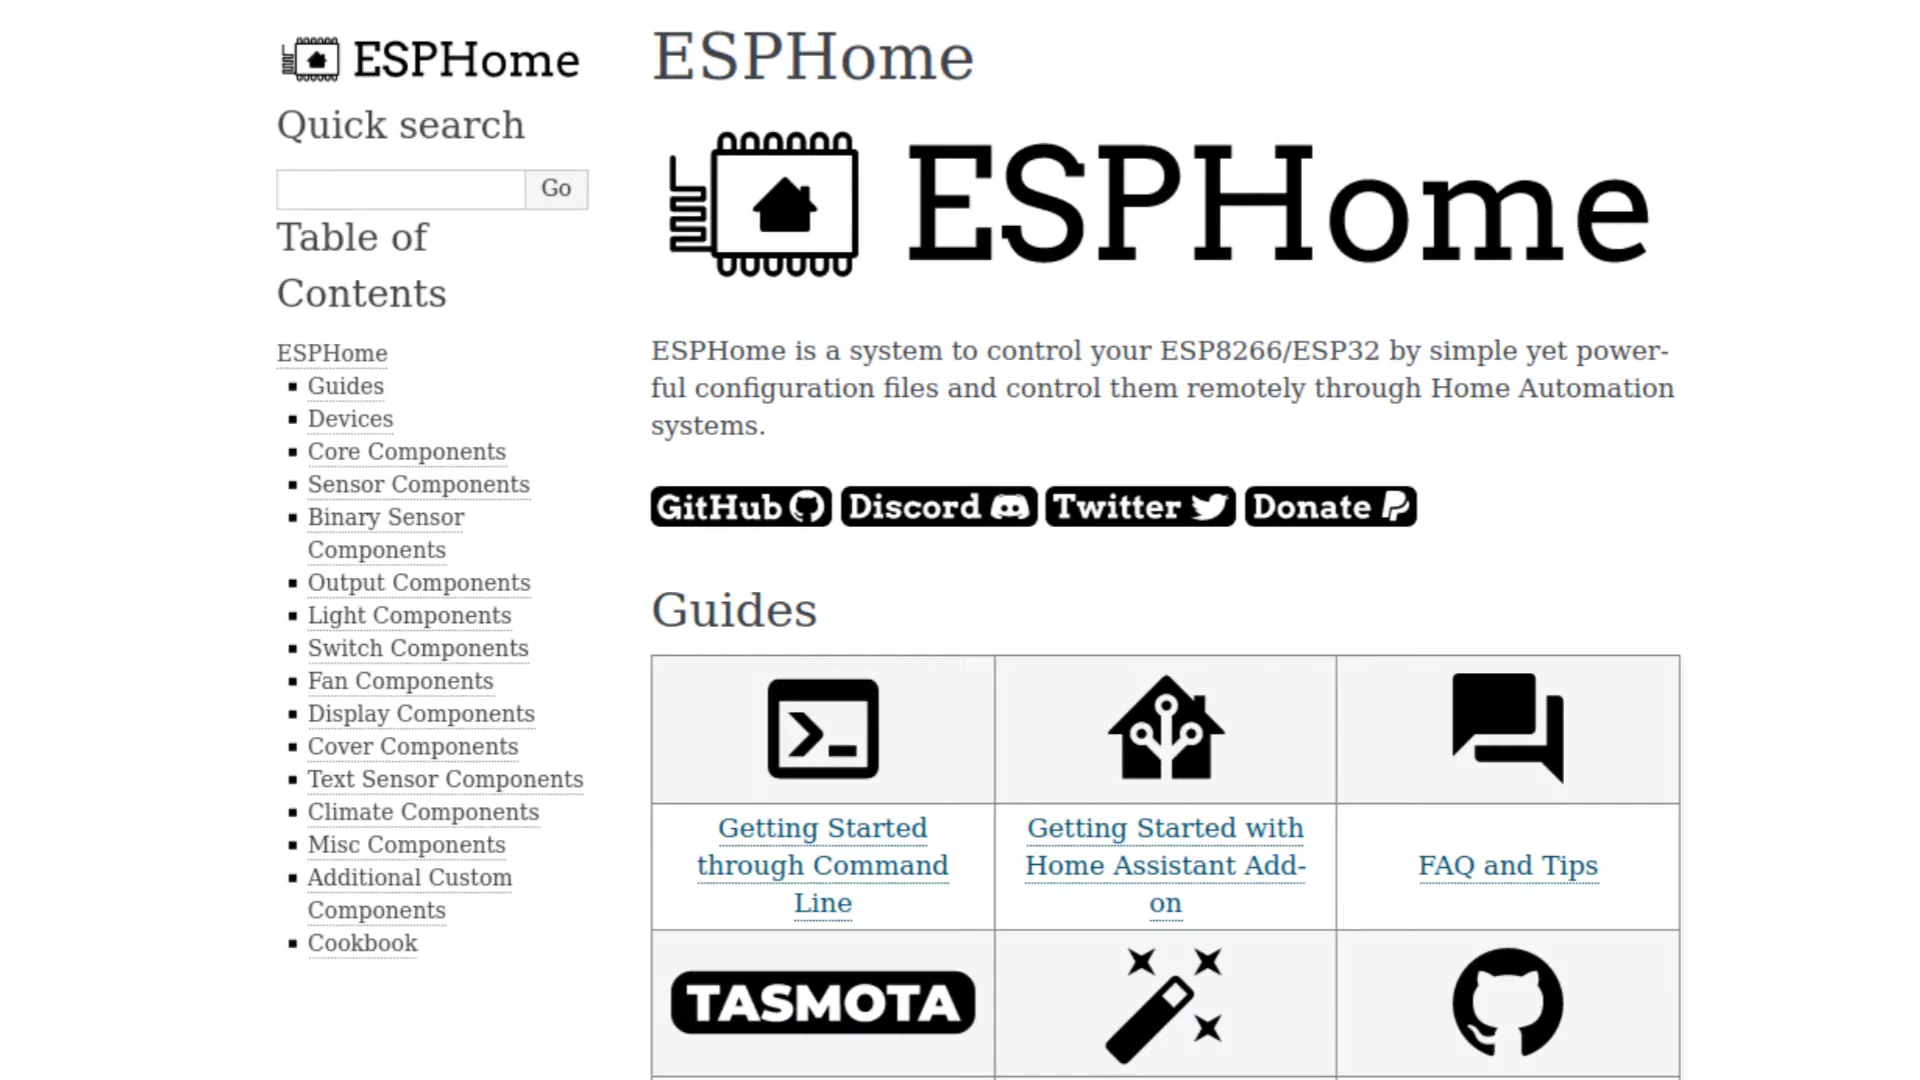 ESPHome
Quick search
Go
Table of
Contents
ESPHome
Guides
Devices
Core Components
Sensor Components
Binary Sensor
Components
Output Components
Light Components
Switch Components
Fan Components
Display Components
Cover Components
Text Sensor Components
Climate Components
Misc Components
Additional Custom
Components
Cookbook
ESPHome
ESPHome
ESPHome is a system to control your ESP8266/ESP32 by simple yet power-
ful configuration files and control them remotely through Home Automation
systems.
GitHub Discord Twitter Donate
Guides
Getting Started
through Command
Line
Getting Started with
Home Assistant Add-
on
FAQ and Tips
TASMOTA